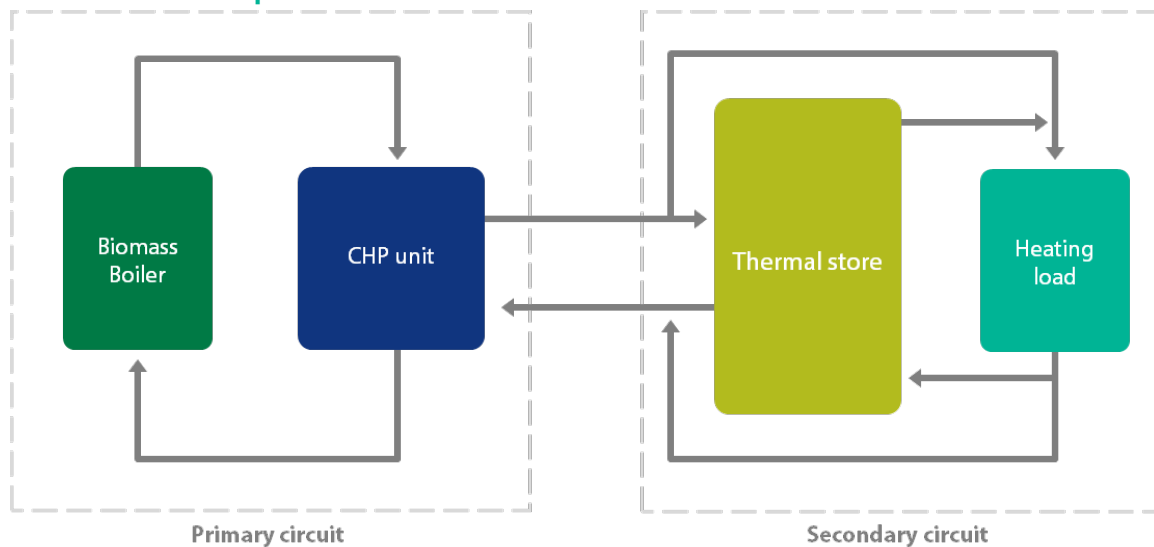 Biomass
Boiler
CHP unit
Thermal store
Heating
load
Primary circuit
Secondary circuit